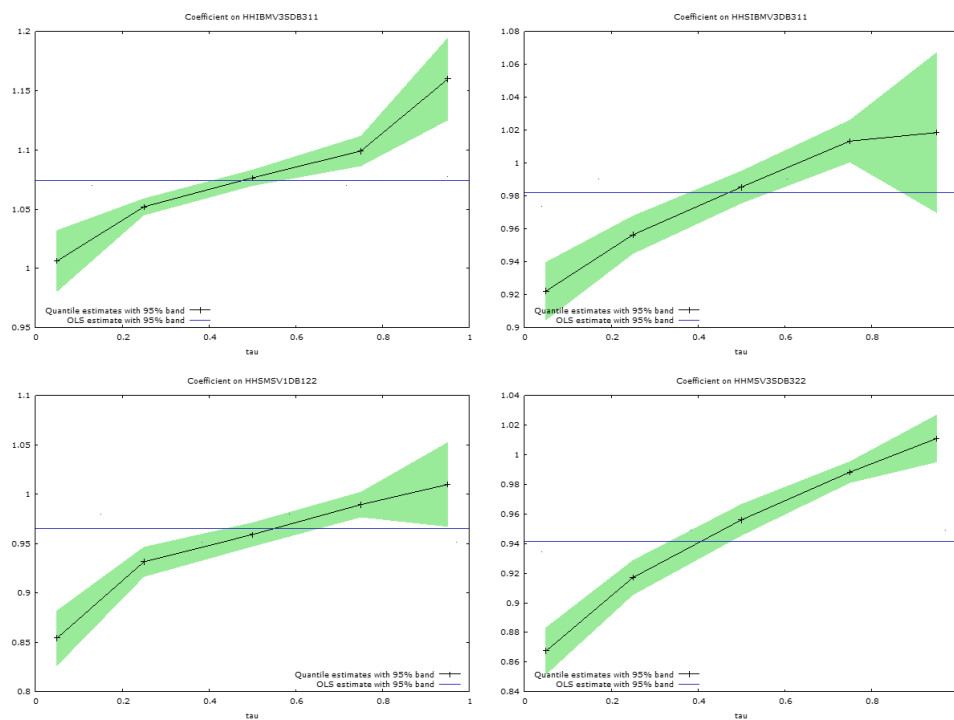 Coefficient on HHIBMV3SDB311
1.2
1.15
1.1
1.05
1
0.95
Quantile estimates with 95% band
OLS estimate with 95% band
0 0.2 0.4 0.6 0.8 1
tau
Coefficient on HHSIBMV3DB311
1.08
1.06
1.04
1.02
1
0.98
0.96
0.94
0.92
0.9
Quantile estimates with 95% band
OLS estimate with 95% band
0 0.2 0.4 0.6 0.8
tau
Coefficient on HHSMSV1DB122
1.1
1.05
1
0.95
0.9
0.85
0.8
Quantile estimates with 95% band
OLS estimate with 95% band
0 0.2 0.4 0.6 0.8 1
tau
Coefficient on HHMSV3SDB322
1.04
1.02
1
0.98
0.96
0.94
0.92
0.9
0.88
0.86
0.84
Quantile estimates with 95% band
OLS estimate with 95% band
0 0.2 0.4 0.6 0.8
tau